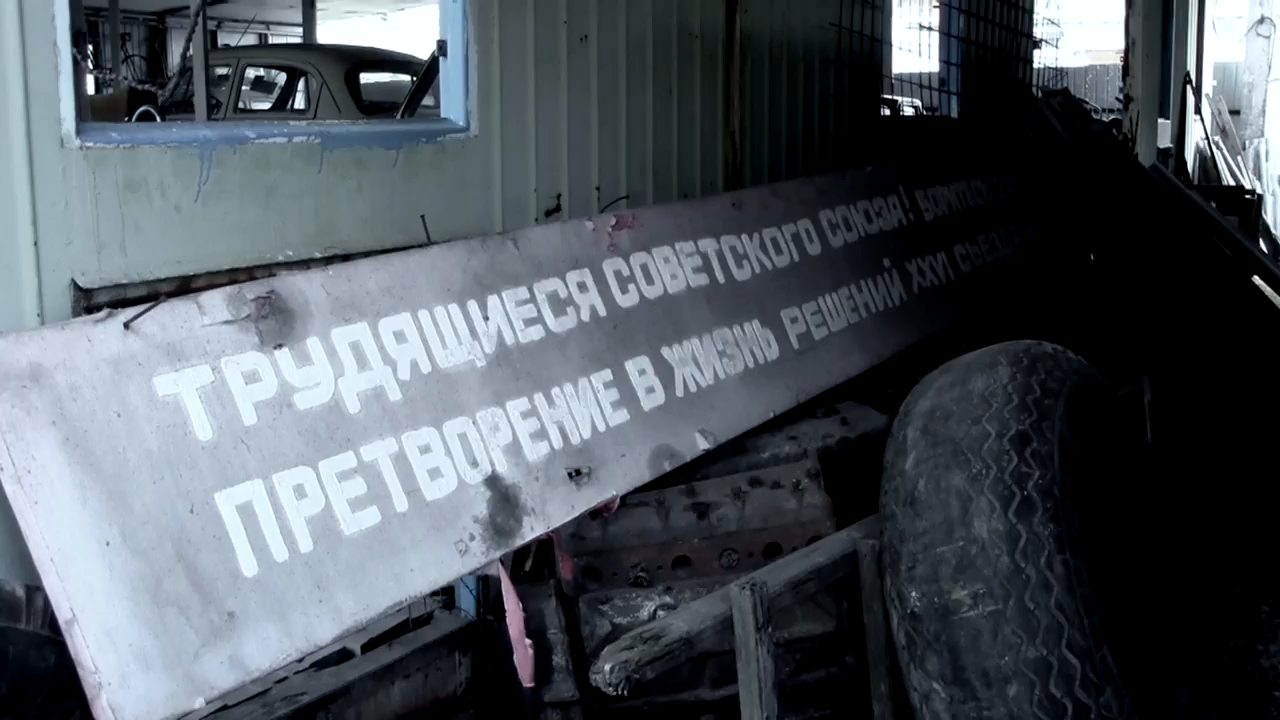 ТРУДЯЩИЕСЯ СОВЕТСКОГО СОЮЗА! БОРИТЕСЬ
ПРЕТВОРЕНИЕ В ЖИЗНЬ РЕШЕНИЙ XXVI СЪЕЗДА